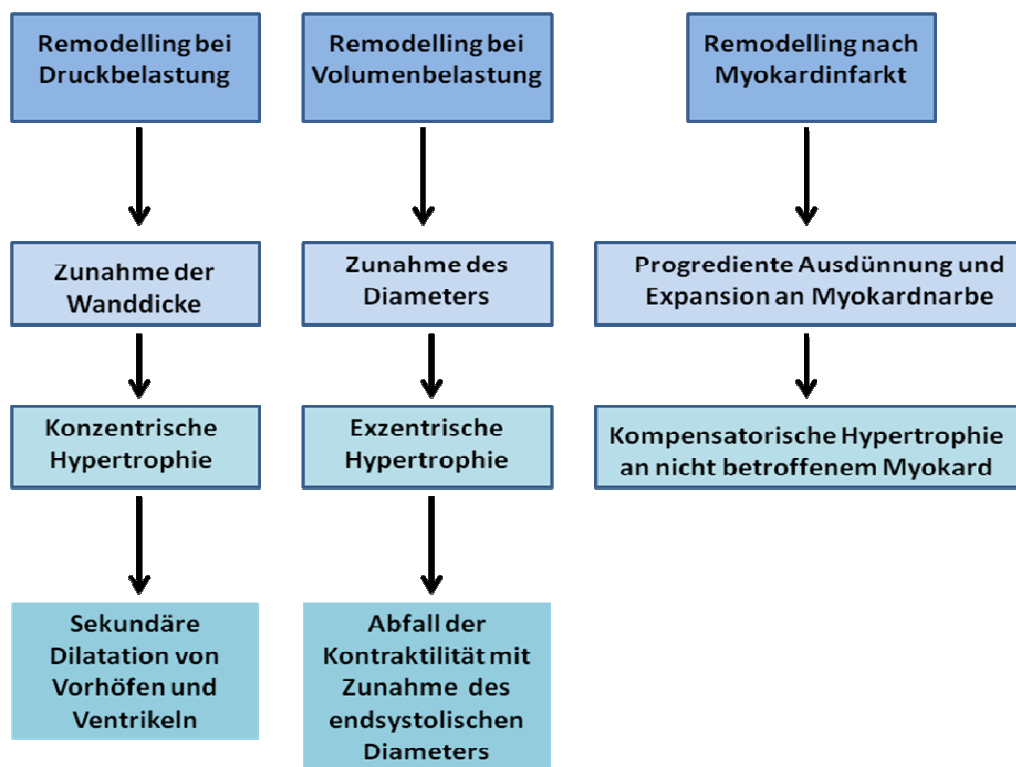 Remodelling bei
Druckbelastung
Zunahme der
Wanddicke
Konzentrische
Hypertrophie
Sekundäre
Dilatation von
Vorhöfen und
Ventrikeln
Remodelling bei
Volumenbelastung
Zunahme des
Diameters
Exzentrische
Hypertrophie
Abfall der
Kontraktilität mit
Zunahme des
endsystolischen
Diameters
Remodelling nach
Myokardinfarkt
Progrediente Ausdünnung und
Expansion an Myokardnarbe
Kompensatorische Hypertrophie
an nicht betroffenem Myokard